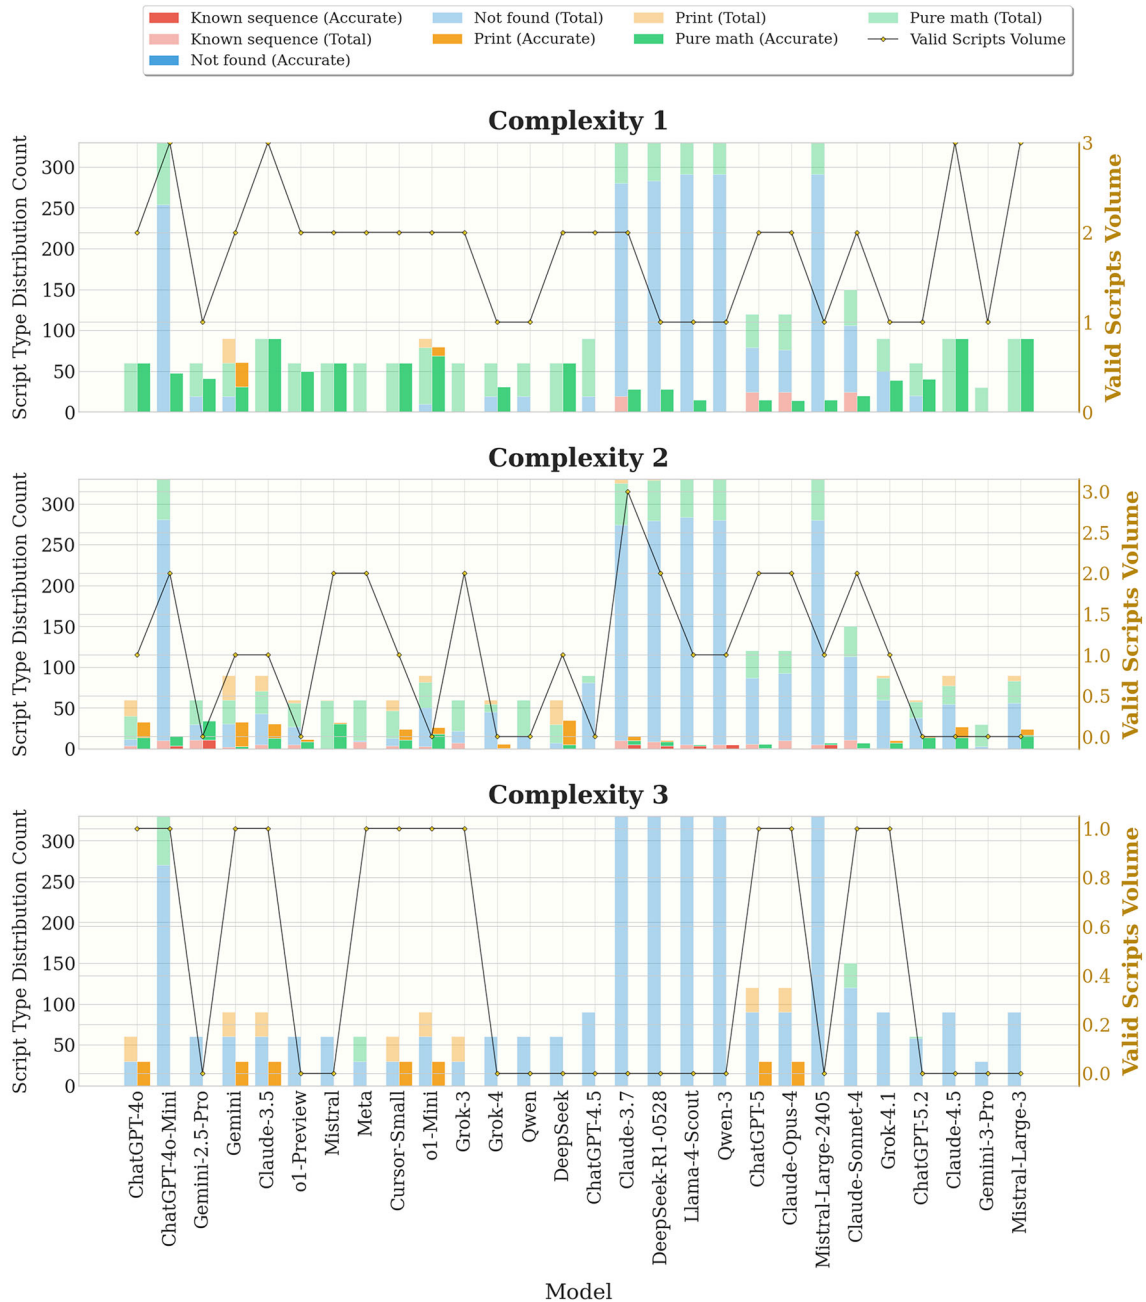 Known sequence (Accurate)
Known sequence (Total)
Not found (Accurate)
Not found (Total)
Print (Accurate)
Print (Total)
Pure math (Accurate)
Pure math (Total)
Valid Scripts Volume
Complexity 1
Script Type Distribution Count
300
250
200
150
100
50
0
3
2
1
0
Valid Scripts Volume
Complexity 2
Script Type Distribution Count
300
250
200
150
100
50
0
3.0
2.5
2.0
1.5
1.0
0.5
0.0
Valid Scripts Volume
Complexity 3
Script Type Distribution Count
300
250
200
150
100
50
0
1.0
0.8
0.6
0.4
0.2
0.0
Valid Scripts Volume
ChatGPT-4o
ChatGPT-4o-Mini
Gemini-2.5-Pro
Gemini
Claude-3.5
o1-Preview
Mistral
Meta
Cursor-Small
o1-Mini
Grok-3
Grok-4
Qwen
DeepSeek
ChatGPT-4.5
Claude-3.7
DeepSeek-R1-0528
Llama-4-Scout
Qwen-3
ChatGPT-5
Claude-Opus-4
Mistral-Large-2405
Claude-Sonnet-4
Grok-4.1
ChatGPT-5.2
Claude-4.5
Gemini-3-Pro
Mistral-Large-3
Model